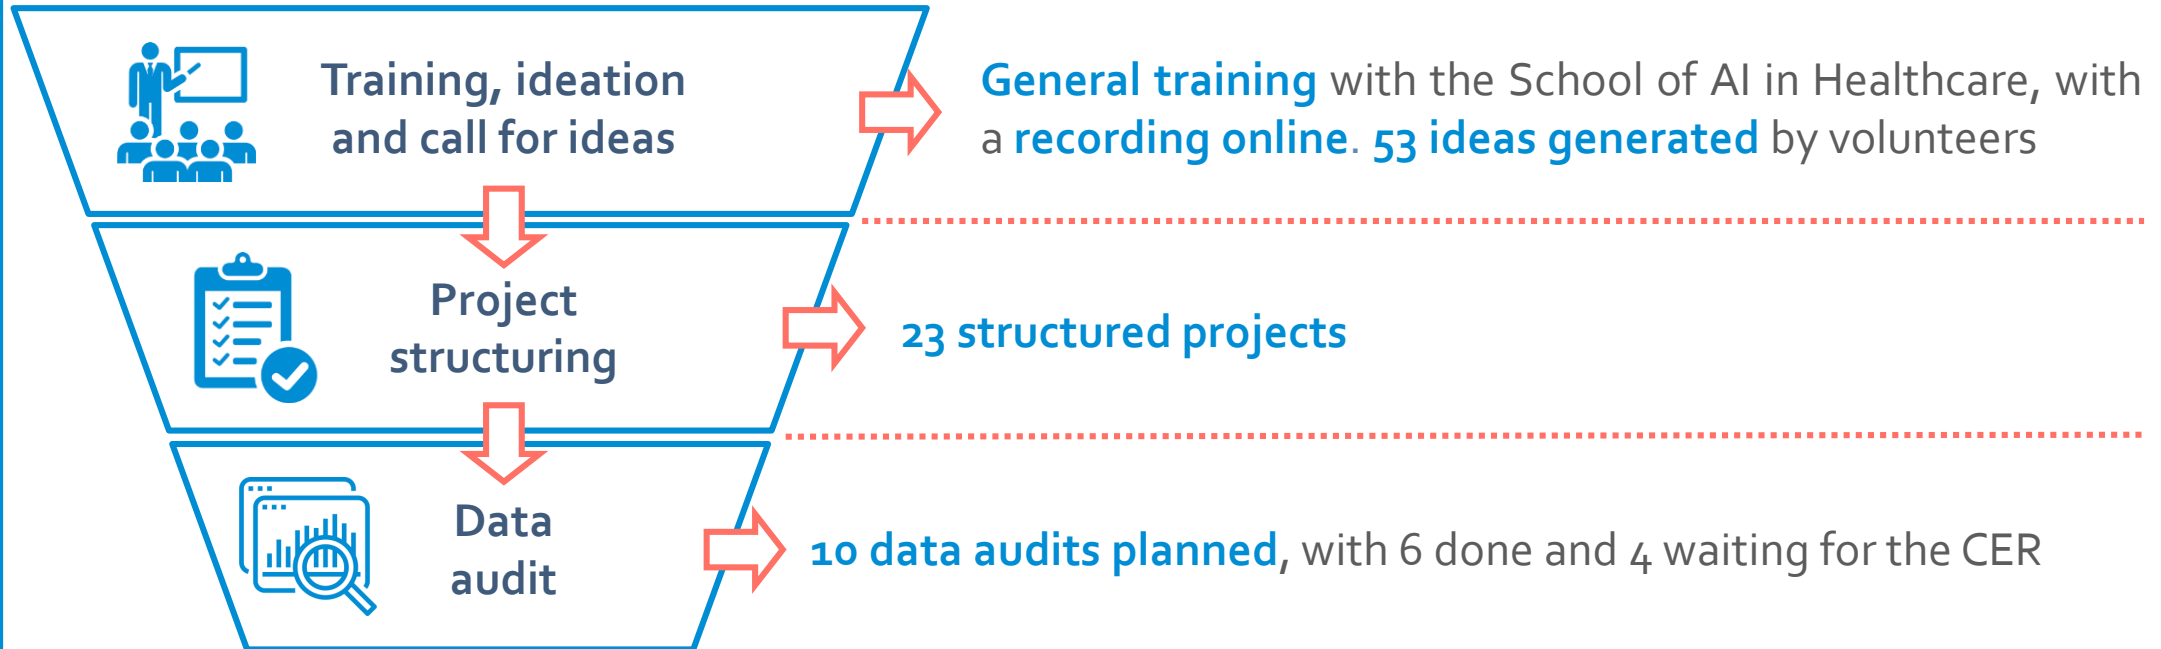 Training, ideation
and call for ideas
General training with the School of AI in Healthcare, with
a recording online. 53 ideas generated by volunteers
Project
structuring
23 structured projects
Data
audit
10 data audits planned, with 6 done and 4 waiting for the CER